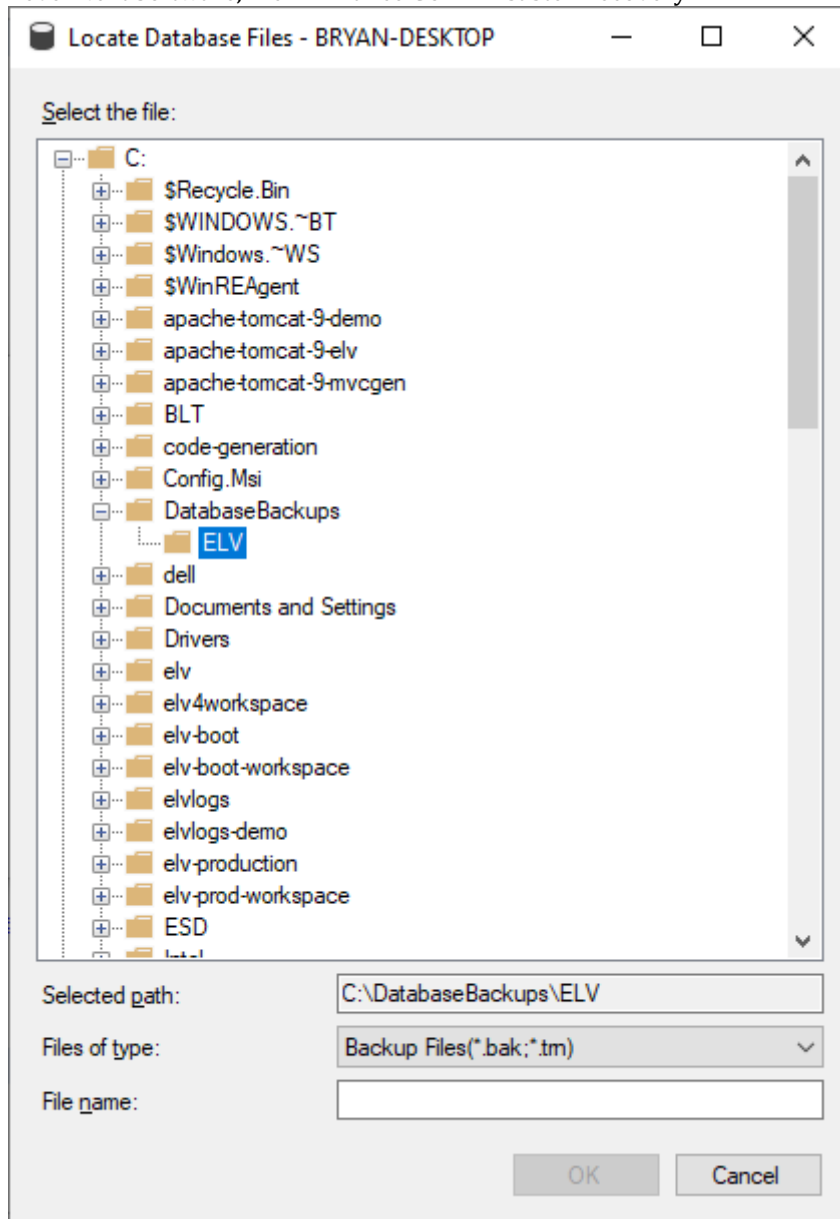 Locate Database Files - BRYAN-DESKTOP
Select the file:
C:
$Recycle.Bin
$WINDOWS.~BT
$Windows.~WS
$WinREAgent
apache-tomcat-9-demo
apache-tomcat-9-elv
apache-tomcat-9-mvcgen
BLT
code-generation
Config.Msi
DatabaseBackups
ELV
dell
Documents and Settings
Drivers
elv
elv4workspace
elv-boot
elv-boot-workspace
elvlogs
elvlogs-demo
elv-production
elv-prod-workspace
ESD
Intel
Selected path: C:\DatabaseBackups\ELV
Files of type: Backup Files(*.bak;*.trn)
File name:
OK Cancel